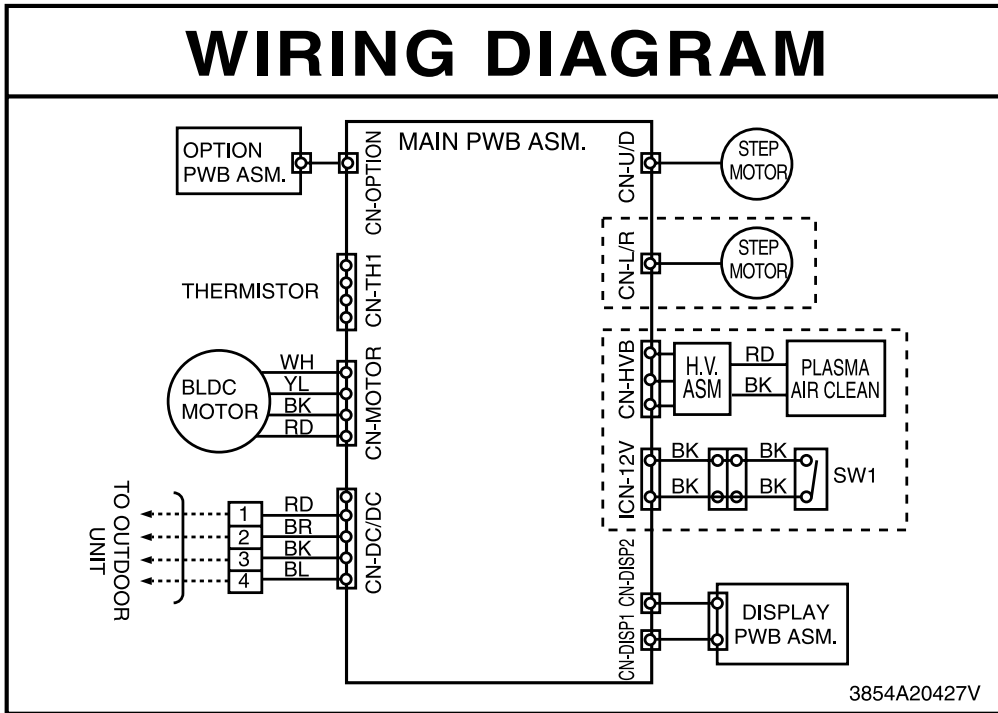 WIRING DIAGRAM
OPTION
PWB ASM.
CN-OPTION
MAIN PWB ASM.
CN-U/D
STEP
MOTOR
CN-L/R
STEP
MOTOR
THERMISTOR
CN-TH1
BLDC
MOTOR
WH
YL
BK
RD
CN-MOTOR
CN-HVB
H.V.
ASM
RD
BK
PLASMA
AIR CLEAN
ICN-12V
BK
BK
BK
BK
SW1
TO OUTDOOR
UNIT
1
2
3
4
RD
BR
BK
BL
CN-DC/DC
CN-DISP2
CN-DISP1
DISPLAY
PWB ASM.
3854A20427V